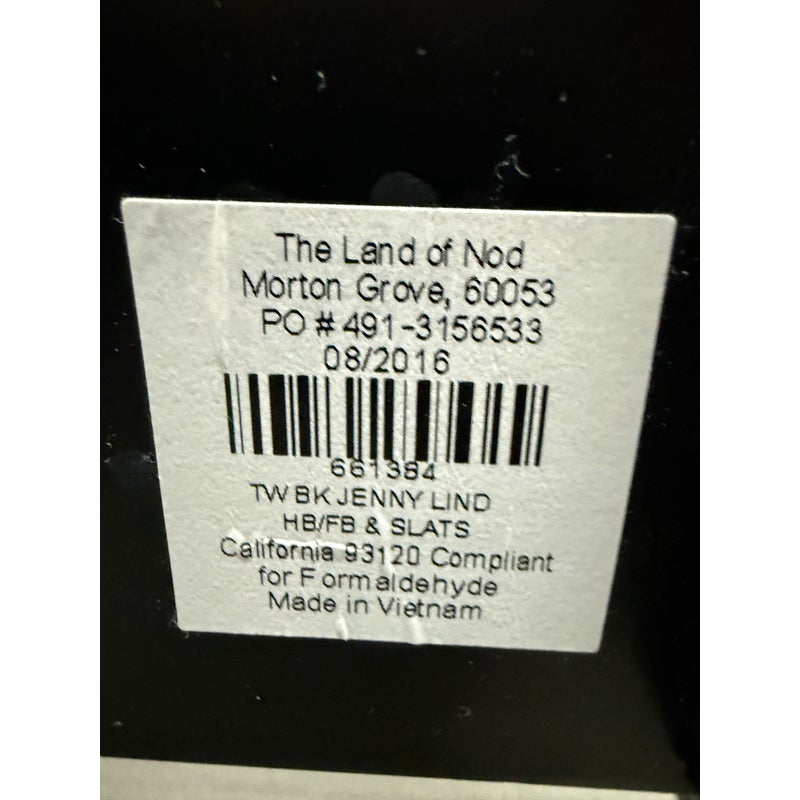 The Land of Nod
Morton Grove, 60053
PO # 491-3156533
08/2016
661384
TW BK JENNY LIND
HB/FB & SLATS
California 93120 Compliant
for Formaldehyde
Made in Vietnam